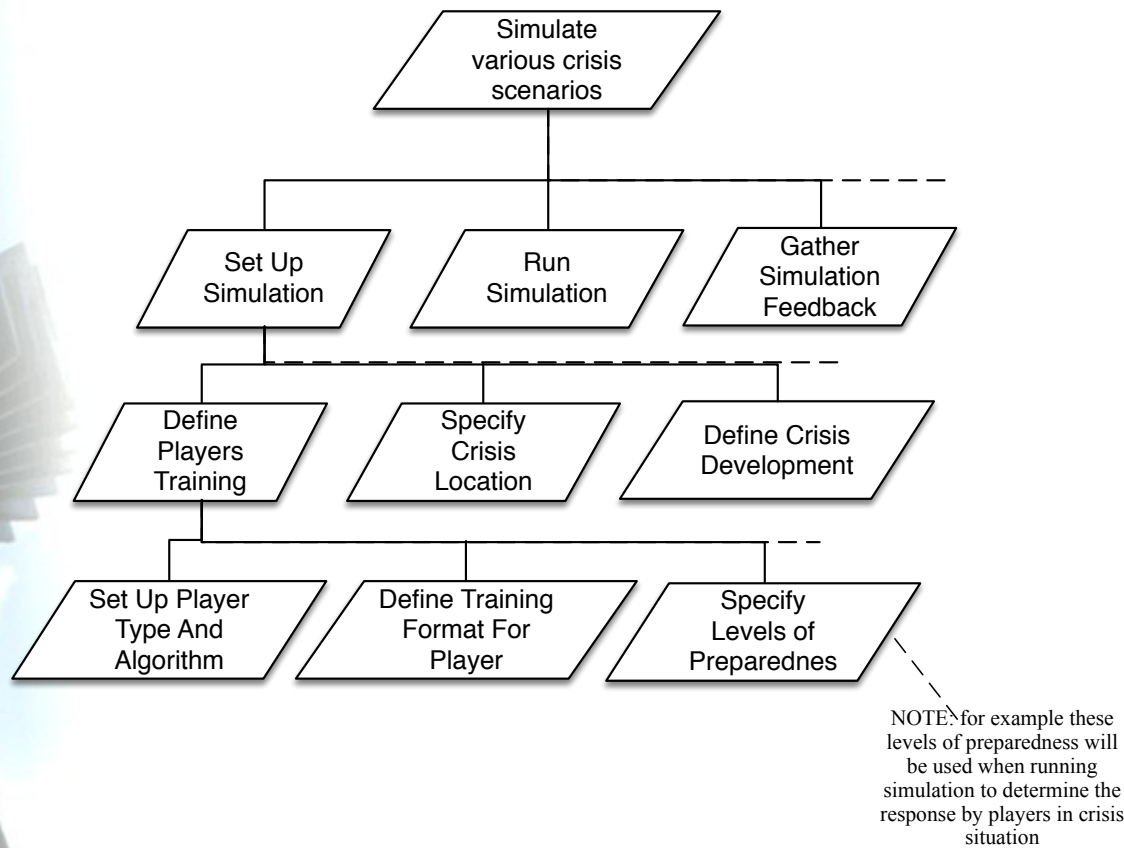 Simulate
various crisis
scenarios
Set Up
Simulation
Run
Simulation
Gather
Simulation
Feedback
Define
Players
Training
Specify
Crisis
Location
Define Crisis
Development
Set Up Player
Type And
Algorithm
Define Training
Format For
Player
Specify
Levels of
Preparednes
NOTE: for example these
levels of preparedness will
be used when running
simulation to determine the
response by players in crisis
situation